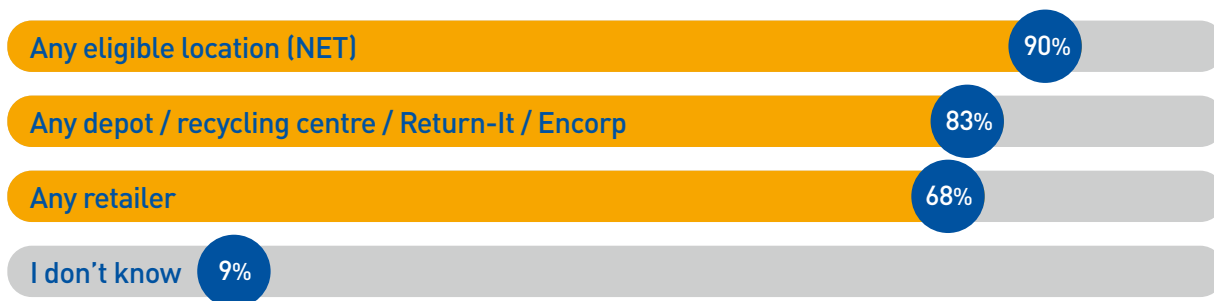 Any eligible location (NET) 90%
Any depot / recycling centre / Return-It / Encorp 83%
Any retailer 68%
I don’t know 9%